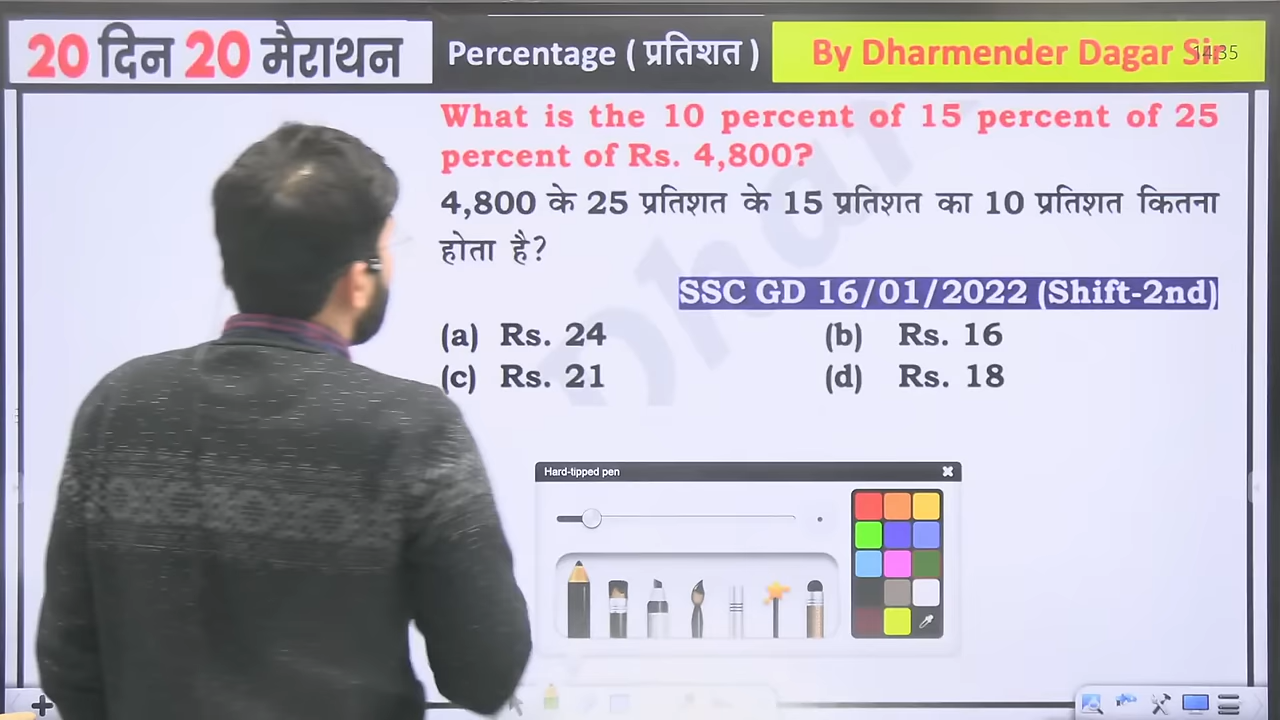 20 दिन 20 मैराथन
Percentage ( प्रतिशत )
By Dharmender Dagar Sir
14:35
What is the 10 percent of 15 percent of 25
percent of Rs. 4,800?
4,800 के 25 प्रतिशत के 15 प्रतिशत का 10 प्रतिशत कितना
होता है?
SSC GD 16/01/2022 (Shift-2nd)
(a) Rs. 24
(b) Rs. 16
(c) Rs. 21
(d) Rs. 18
Hard-tipped pen